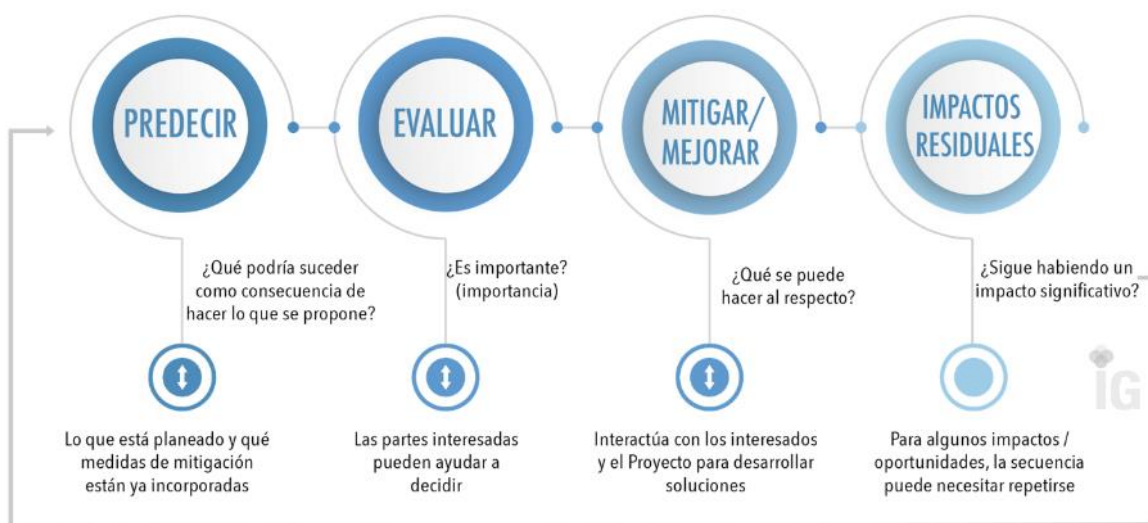 PREDECIR
EVALUAR
MITIGAR/
MEJORAR
IMPACTOS
RESIDUALES
¿Qué podría suceder
como consecuencia de
hacer lo que se propone?
¿Es importante?
(importancia)
¿Qué se puede
hacer al respecto?
¿Sigue habiendo un
impacto significativo?
Lo que está planeado y qué
medidas de mitigación
están ya incorporadas
Las partes interesadas
pueden ayudar a
decidir
Interactúa con los interesados
y el Proyecto para desarrollar
soluciones
Para algunos impactos /
oportunidades, la secuencia
puede necesitar repetirse
iG